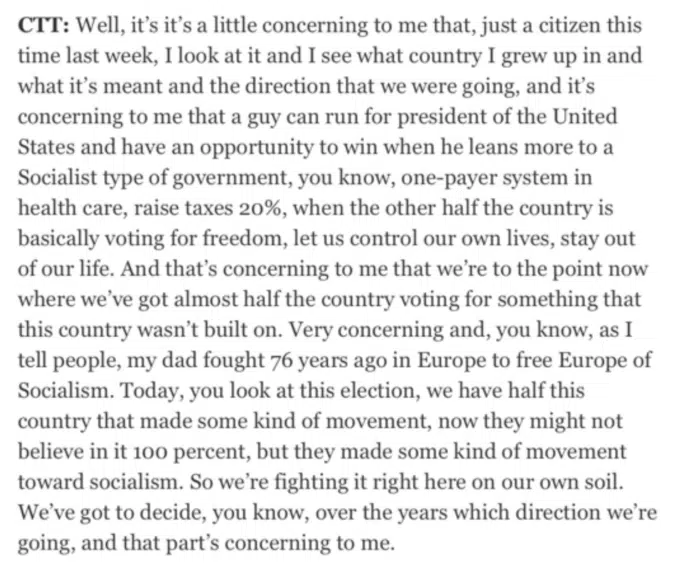 CTT: Well, it’s it’s a little concerning to me that, just a citizen this
time last week, I look at it and I see what country I grew up in and
what it’s meant and the direction that we were going, and it’s
concerning to me that a guy can run for president of the United
States and have an opportunity to win when he leans more to a
Socialist type of government, you know, one-payer system in
health care, raise taxes 20%, when the other half the country is
basically voting for freedom, let us control our own lives, stay out
of our life. And that’s concerning to me that we’re to the point now
where we’ve got almost half the country voting for something that
this country wasn’t built on. Very concerning and, you know, as I
tell people, my dad fought 76 years ago in Europe to free Europe of
Socialism. Today, you look at this election, we have half this
country that made some kind of movement, now they might not
believe in it 100 percent, but they made some kind of movement
toward socialism. So we’re fighting it right here on our own soil.
We’ve got to decide, you know, over the years which direction we’re
going, and that part’s concerning to me.